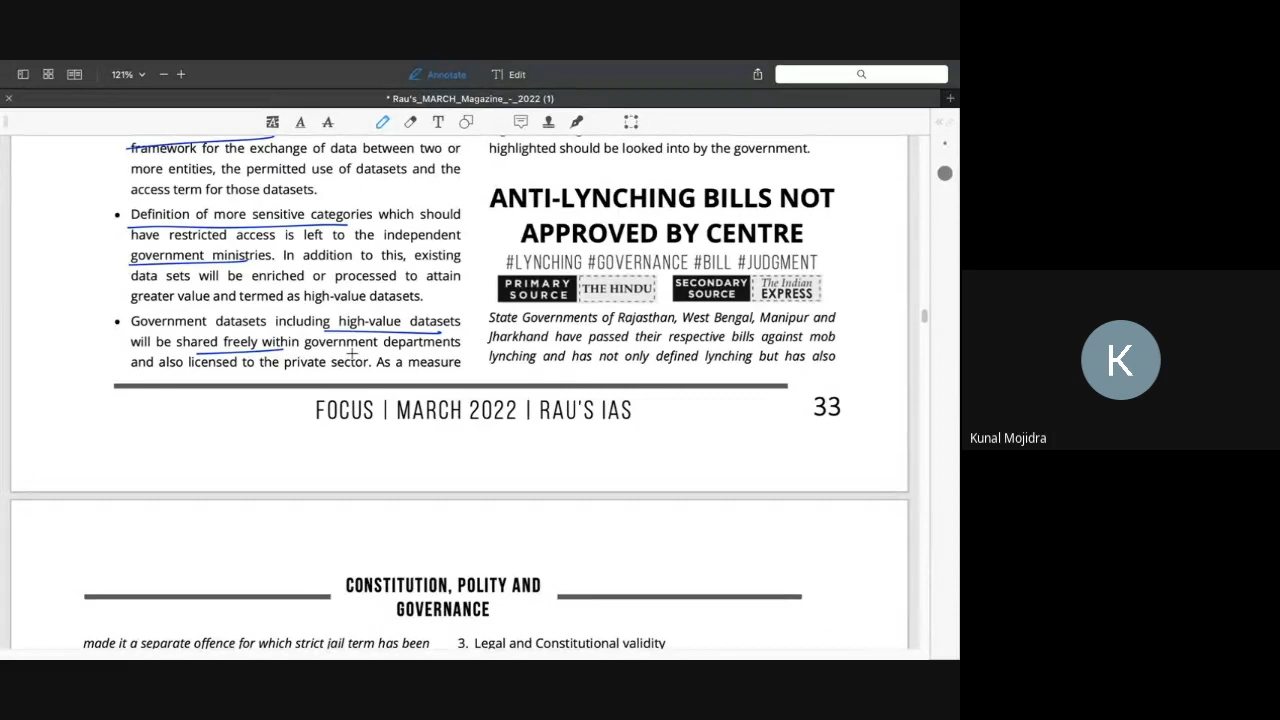 121%
Annotate
Edit
* Rau's_MARCH_Magazine_-_2022 (1)
framework for the exchange of data between two or
more entities, the permitted use of datasets and the
access term for those datasets.
• Definition of more sensitive categories which should
have restricted access is left to the independent
government ministries. In addition to this, existing
data sets will be enriched or processed to attain
greater value and termed as high-value datasets.
• Government datasets including high-value datasets
will be shared freely within government departments
and also licensed to the private sector. As a measure
highlighted should be looked into by the government.
ANTI-LYNCHING BILLS NOT
APPROVED BY CENTRE
#LYNCHING #GOVERNANCE #BILL #JUDGMENT
PRIMARY SOURCE THE HINDU SECONDARY SOURCE The Indian EXPRESS
State Governments of Rajasthan, West Bengal, Manipur and
Jharkhand have passed their respective bills against mob
lynching and has not only defined lynching but has also
FOCUS | MARCH 2022 | RAU'S IAS
33
CONSTITUTION, POLITY AND
GOVERNANCE
made it a separate offence for which strict jail term has been
3. Legal and Constitutional validity
K
Kunal Mojidra